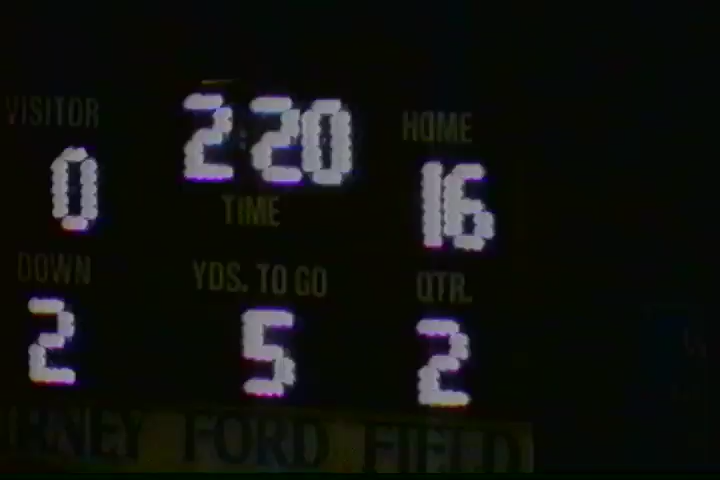 VISITOR 2:20 HOME
0 TIME 16
DOWN YDS. TO GO QTR.
2 5 2
FORD FIELD